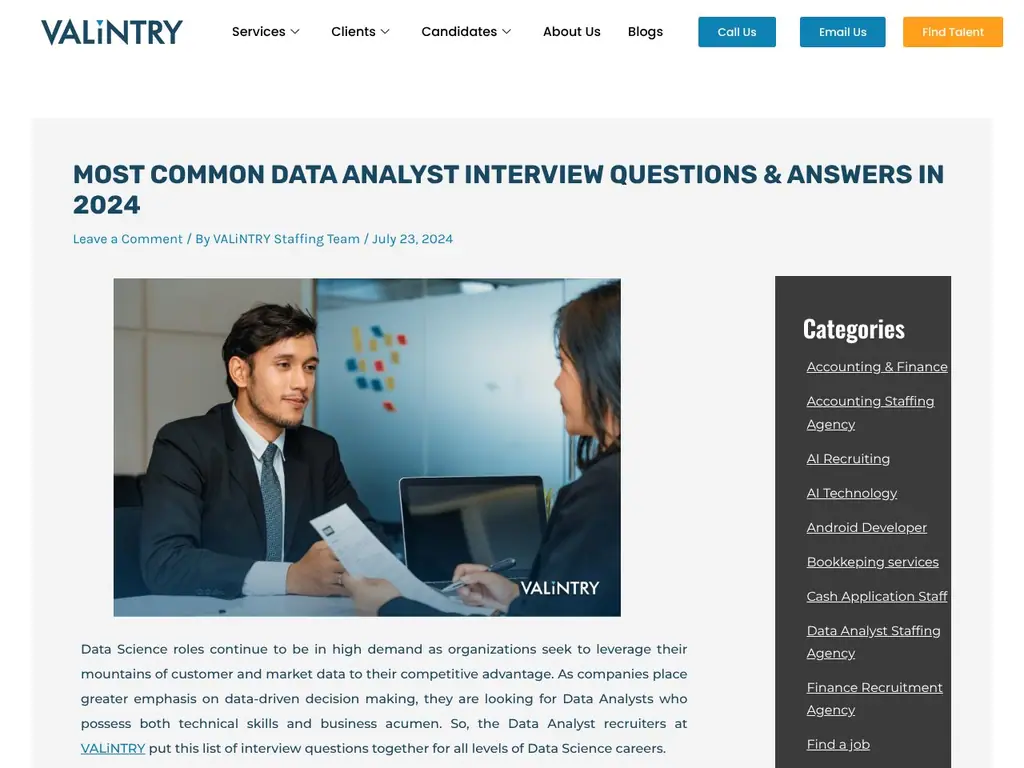 VALiNTRY
Services
Clients
Candidates
About Us
Blogs
Call Us
Email Us
Find Talent
MOST COMMON DATA ANALYST INTERVIEW QUESTIONS & ANSWERS IN
2024
Leave a Comment / By VALiNTRY Staffing Team / July 23, 2024
VALiNTRY
Data Science roles continue to be in high demand as organizations seek to leverage their
mountains of customer and market data to their competitive advantage. As companies place
greater emphasis on data-driven decision making, they are looking for Data Analysts who
possess both technical skills and business acumen. So, the Data Analyst recruiters at
VALiNTRY put this list of interview questions together for all levels of Data Science careers.
Categories
Accounting & Finance
Accounting Staffing
Agency
AI Recruiting
AI Technology
Android Developer
Bookkeping services
Cash Application Staff
Data Analyst Staffing
Agency
Finance Recruitment
Agency
Find a job